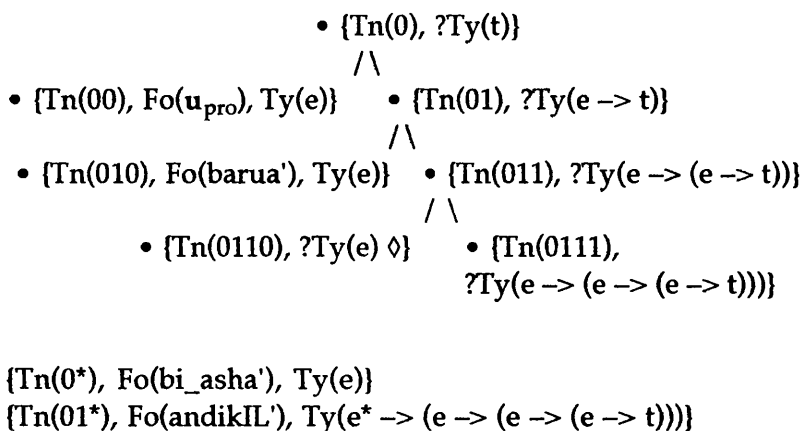 • {Tn(0), ?Ty(t)}
/ \
• {Tn(00), Fo(u_pro), Ty(e)} • {Tn(01), ?Ty(e –> t)}
/ \
• {Tn(010), Fo(barua'), Ty(e)} • {Tn(011), ?Ty(e –> (e –> t))}
/ \
• {Tn(0110), ?Ty(e) ◊} • {Tn(0111),
?Ty(e –> (e –> (e –> t)))}
{Tn(0*), Fo(bi_asha'), Ty(e)}
{Tn(01*), Fo(andikIL'), Ty(e* –> (e –> (e –> (e –> t)))}